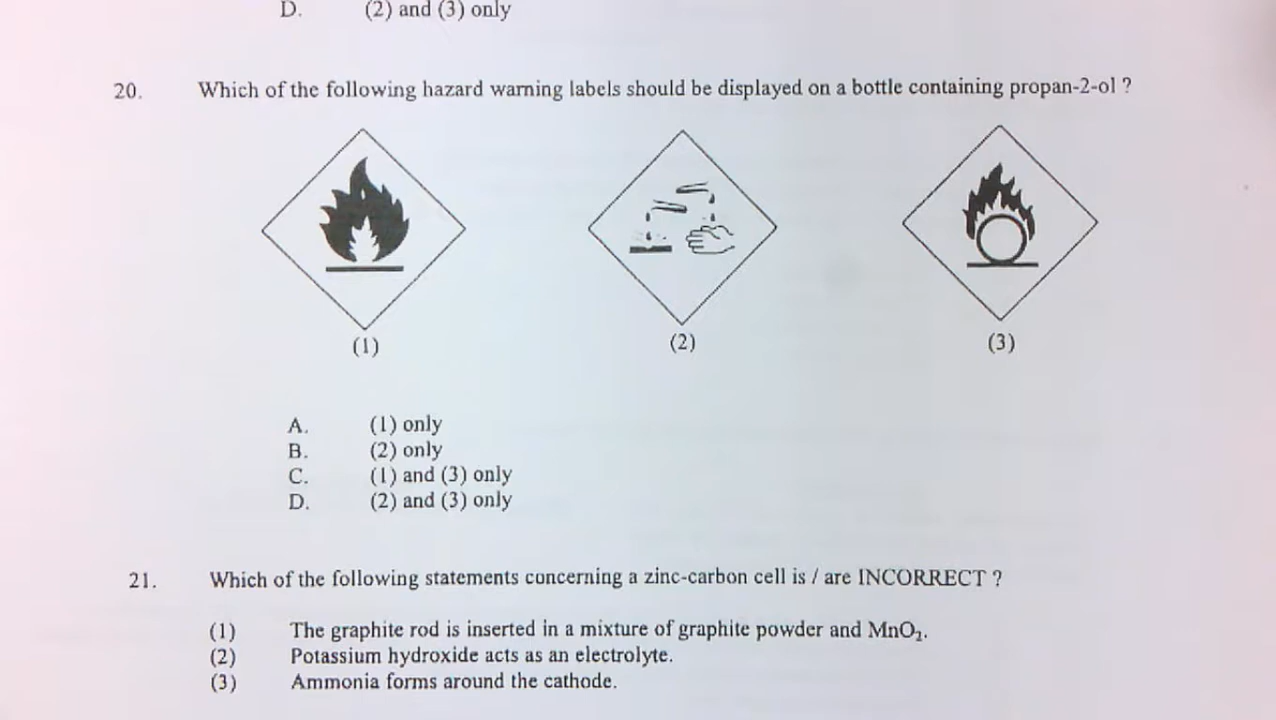 D. (2) and (3) only
20. Which of the following hazard warning labels should be displayed on a bottle containing propan-2-ol ?
(1) (2) (3)
A. (1) only
B. (2) only
C. (1) and (3) only
D. (2) and (3) only
21. Which of the following statements concerning a zinc-carbon cell is / are INCORRECT ?
(1) The graphite rod is inserted in a mixture of graphite powder and MnO₂.
(2) Potassium hydroxide acts as an electrolyte.
(3) Ammonia forms around the cathode.